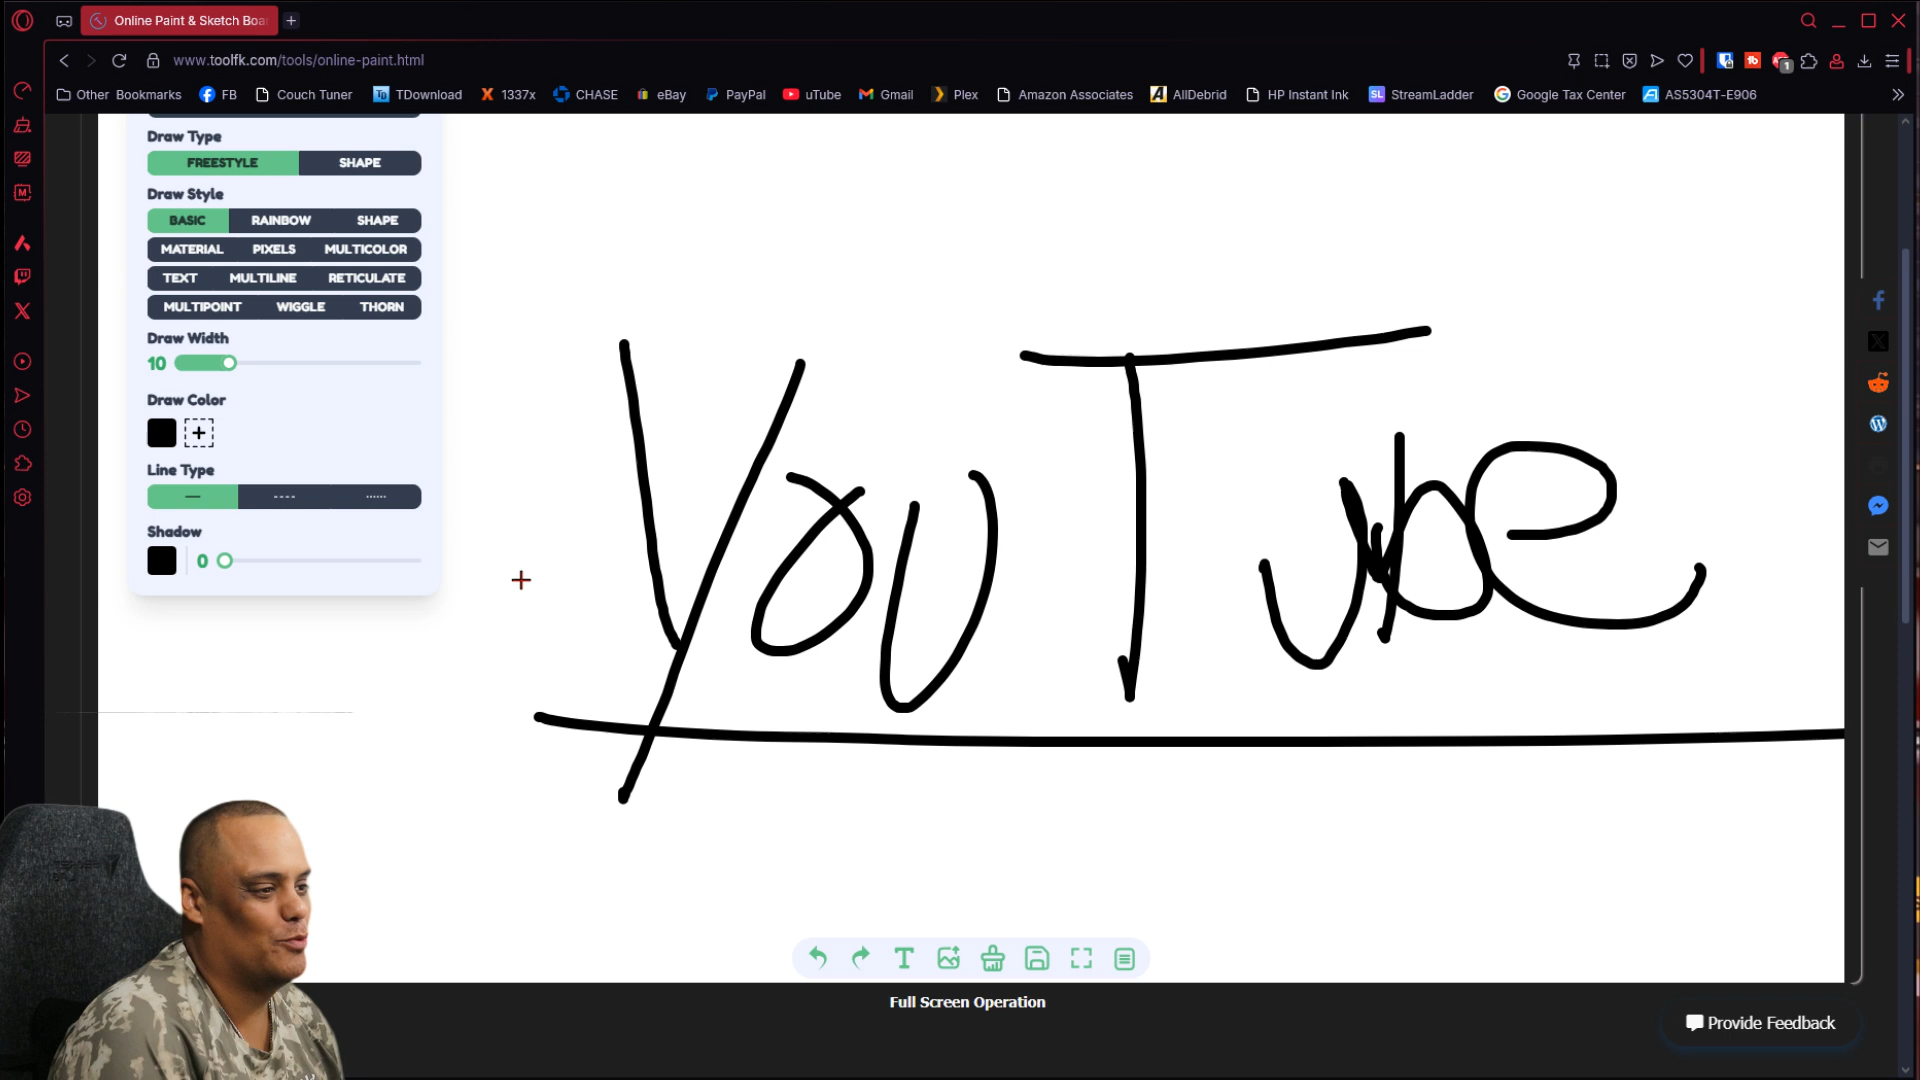 Online Paint & Sketch Boa
www.toolfk.com/tools/online-paint.html
1
Other Bookmarks FB Couch Tuner TDownload 1337x CHASE eBay PayPal uTube Gmail Plex Amazon Associates AllDebrid HP Instant Ink StreamLadder Google Tax Center AS5304T-E906
Draw Type
FREESTYLE SHAPE
Draw Style
BASIC RAINBOW SHAPE
MATERIAL PIXELS MULTICOLOR
TEXT MULTILINE RETICULATE
MULTIPOINT WIGGLE THORN
Draw Width
10
Draw Color
Line Type
Shadow
0
YouTube
Full Screen Operation
Provide Feedback